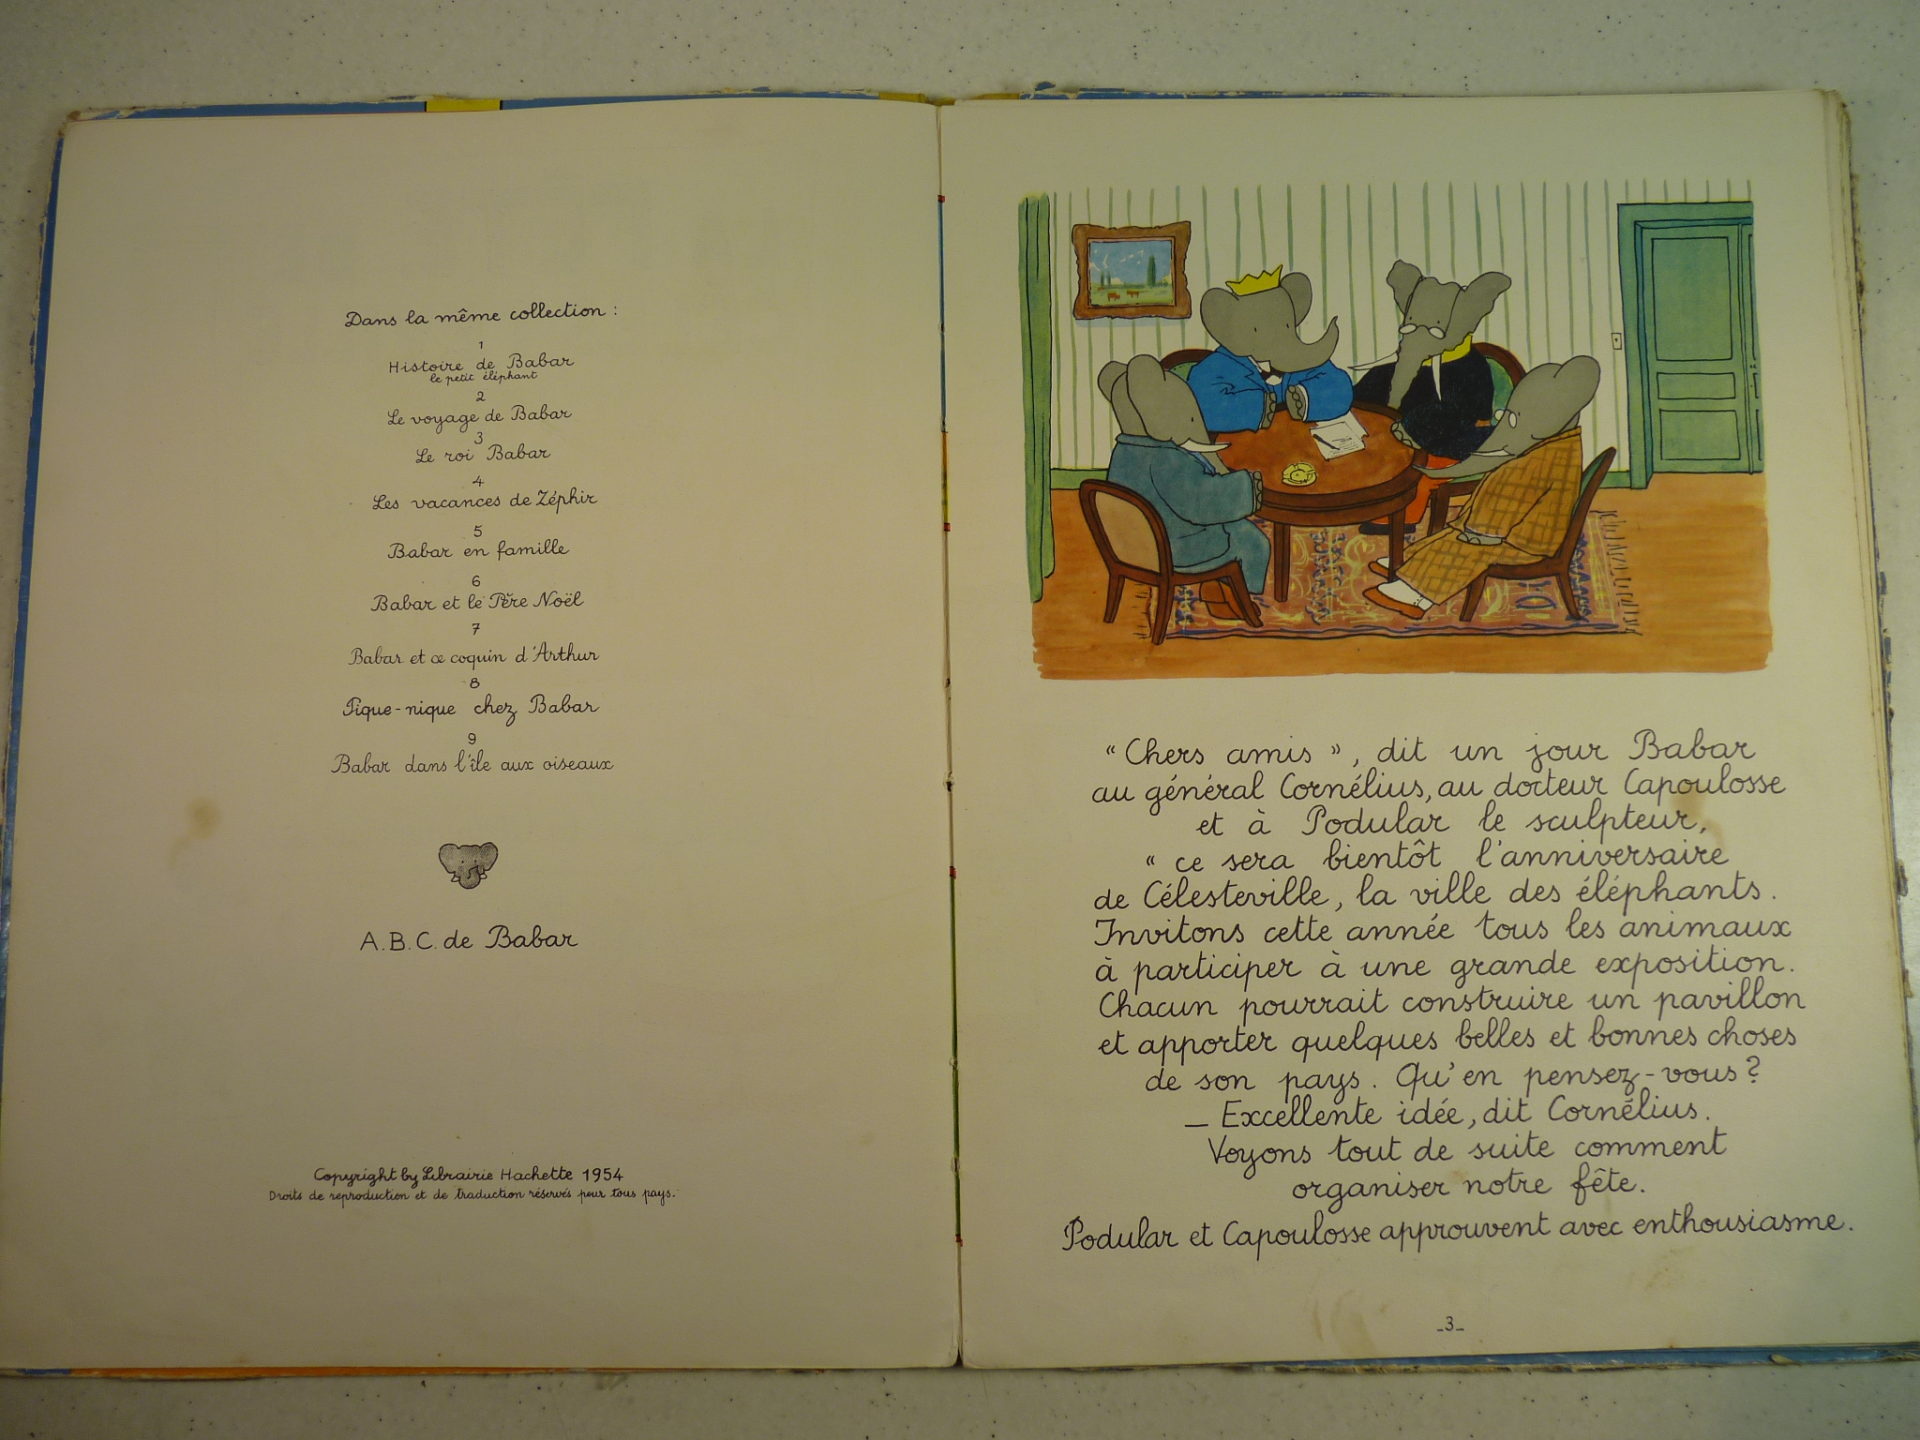 Dans la même collection :
1
Histoire de Babar
le petit éléphant
2
Le voyage de Babar
3
Le roi Babar
4
Les vacances de Zéphir
5
Babar en famille
6
Babar et le Père Noël
7
Babar et ce coquin d'Arthur
8
Pique-nique chez Babar
9
Babar dans l'île aux oiseaux
A.B.C. de Babar
Copyright by Librairie Hachette 1954
Droits de reproduction et de traduction réservés pour tous pays.
« Chers amis », dit un jour Babar
au général Cornélius, au docteur Capoulosse
et à Podular le sculpteur,
« ce sera bientôt l'anniversaire
de Célesteville, la ville des éléphants.
Invitons cette année tous les animaux
à participer à une grande exposition.
Chacun pourrait construire un pavillon
et apporter quelques belles et bonnes choses
de son pays. Qu'en pensez-vous?
_ Excellente idée, dit Cornélius.
Voyons tout de suite comment
organiser notre fête.
Podular et Capoulosse approuvent avec enthousiasme.
_3_